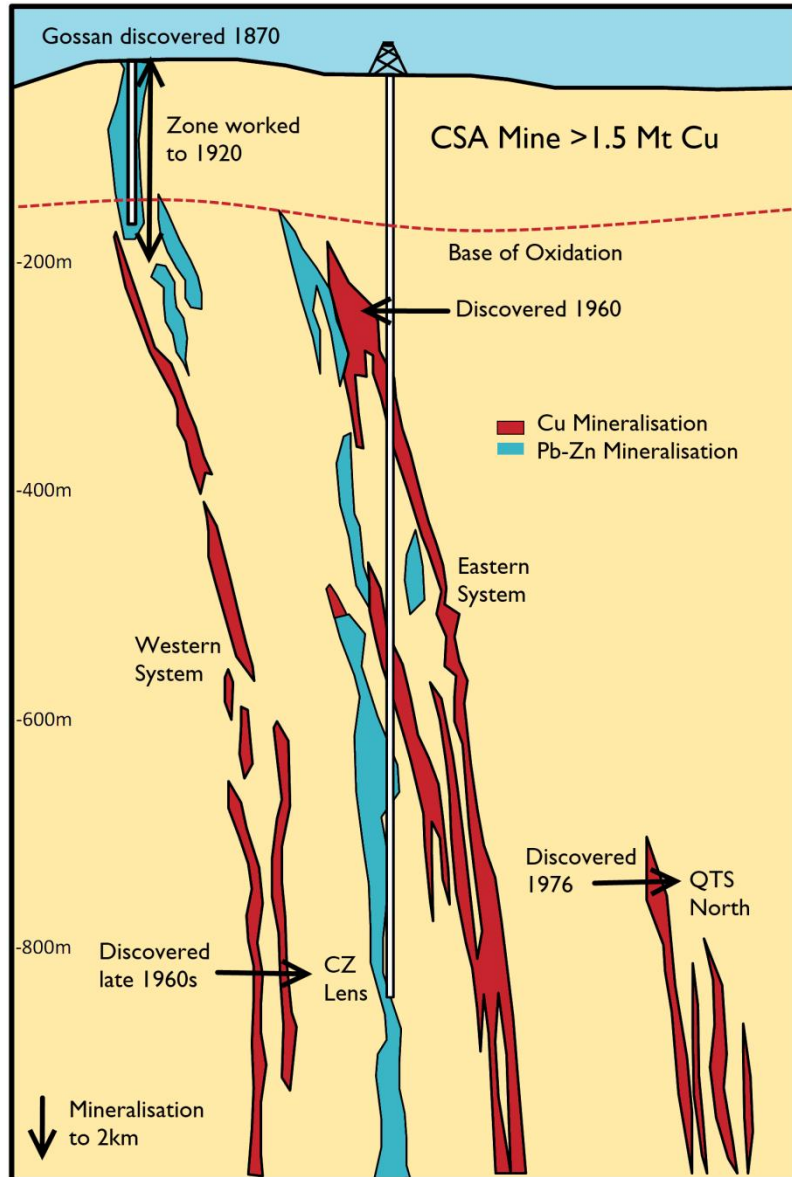 Gossan discovered 1870
Zone worked
to 1920
CSA Mine >1.5 Mt Cu
-200m
Base of Oxidation
Discovered 1960
Cu Mineralisation
Pb-Zn Mineralisation
-400m
Eastern
System
Western
System
-600m
Discovered
1976
QTS
North
-800m
Discovered
late 1960s
CZ
Lens
Mineralisation
to 2km